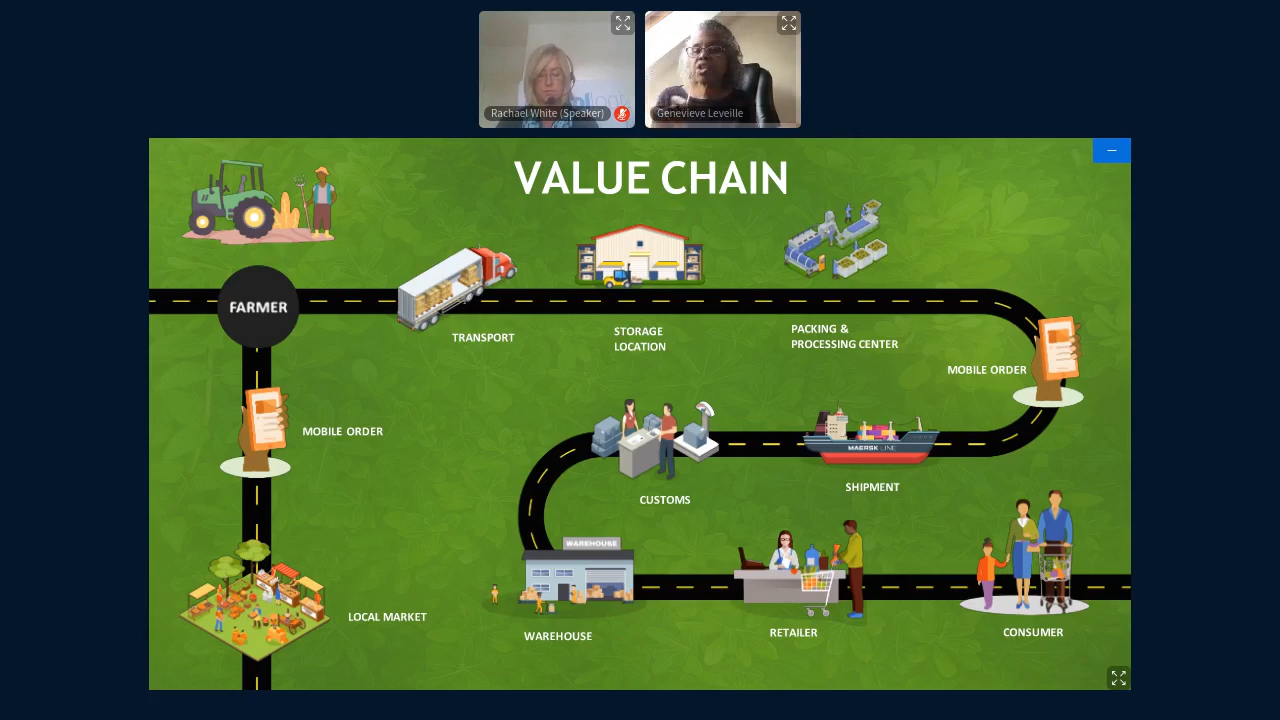 Rachael White (Speaker)
Genevieve Leveille
VALUE CHAIN
FARMER
TRANSPORT
STORAGE
LOCATION
PACKING &
PROCESSING CENTER
MOBILE ORDER
MOBILE ORDER
MAERSK LINE
SHIPMENT
CUSTOMS
WAREHOUSE
WAREHOUSE
RETAILER
CONSUMER
LOCAL MARKET